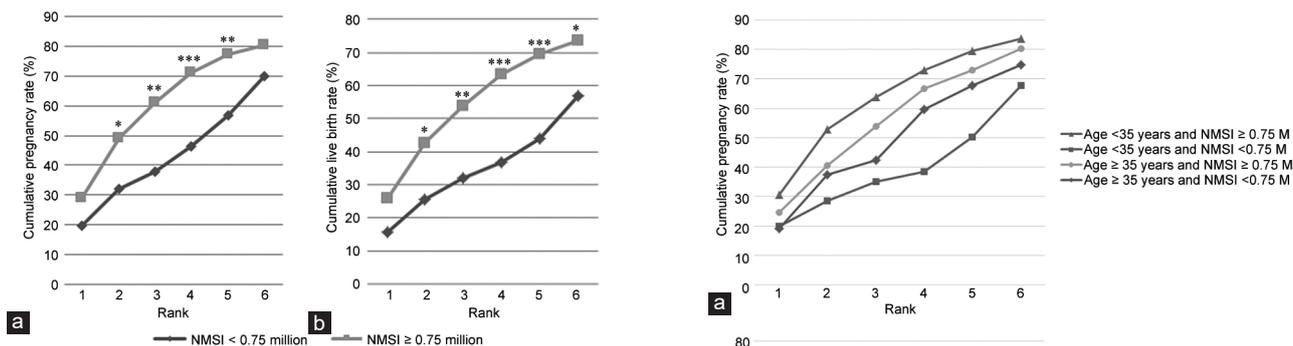 Cumulative pregnancy rate (%)
90
80
70
60
50
40
30
20
10
0
*
**
***
**
1 2 3 4 5 6
Rank
a
Cumulative live birth rate (%)
80
70
60
50
40
30
20
10
0
*
**
***
***
*
1 2 3 4 5 6
Rank
b
NMSI < 0.75 million
NMSI ≥ 0.75 million
Cumulative pregnancy rate (%)
90
80
70
60
50
40
30
20
10
0
1 2 3 4 5 6
Rank
a
Age <35 years and NMSI ≥ 0.75 M
Age <35 years and NMSI <0.75 M
Age ≥ 35 years and NMSI ≥ 0.75 M
Age ≥ 35 years and NMSI <0.75 M
80